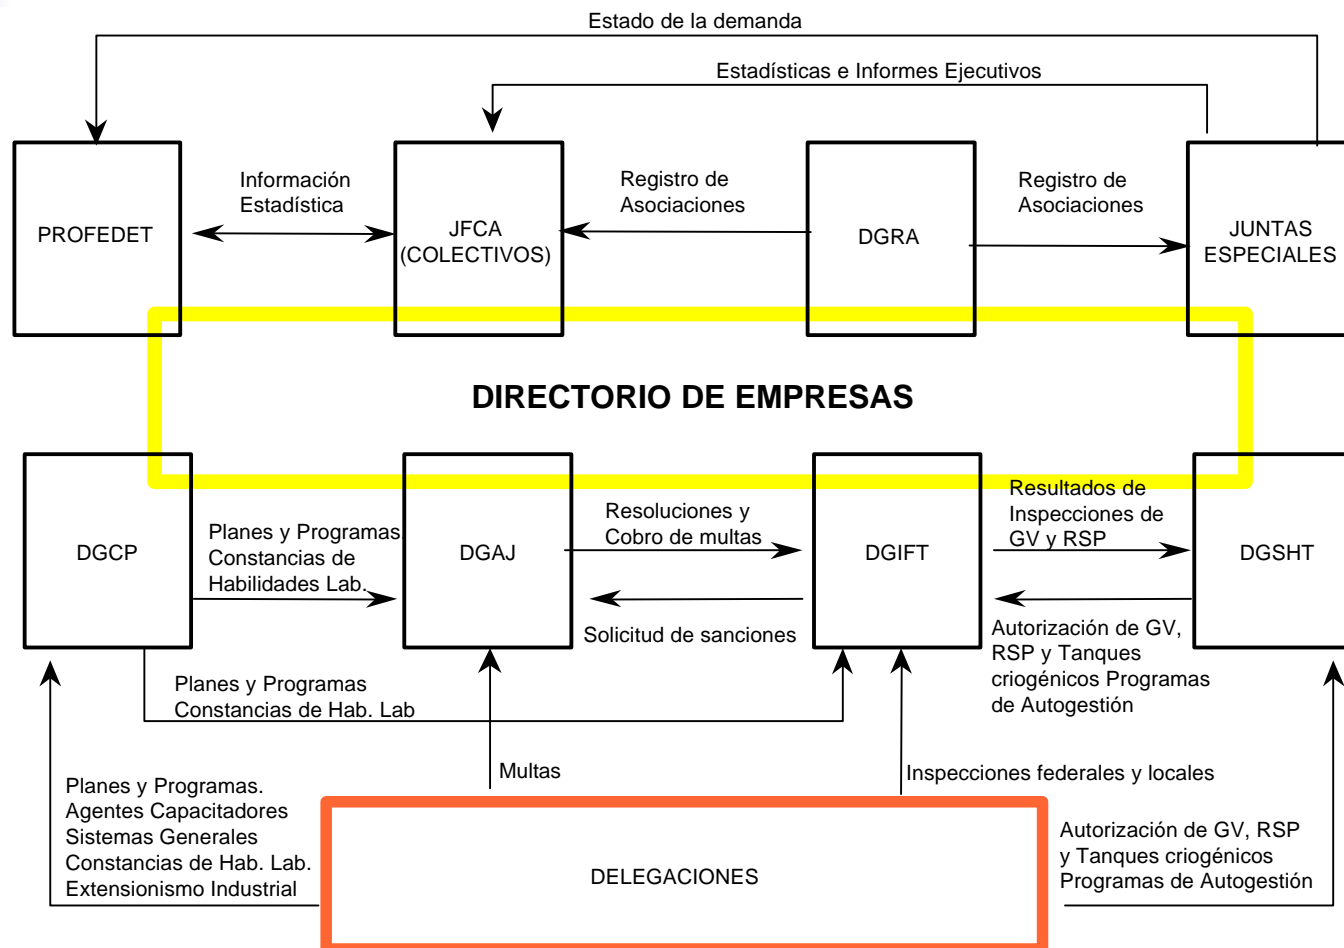 Estado de la demanda
Estadísticas e Informes Ejecutivos
PROFEDET
Información
Estadística
JFCA
(COLECTIVOS)
Registro de
Asociaciones
DGRA
Registro de
Asociaciones
JUNTAS
ESPECIALES
DIRECTORIO DE EMPRESAS
DGCP
Planes y Programas
Constancias de
Habilidades Lab.
DGAJ
Resoluciones y
Cobro de multas
Solicitud de sanciones
DGIFT
Resultados de
Inspecciones de
GV y RSP
Autorización de GV,
RSP y Tanques
criogénicos Programas
de Autogestión
DGSHT
Planes y Programas
Constancias de Hab. Lab
Multas
Inspecciones federales y locales
Planes y Programas.
Agentes Capacitadores
Sistemas Generales
Constancias de Hab. Lab.
Extensionismo Industrial
DELEGACIONES
Autorización de GV, RSP
y Tanques criogénicos
Programas de Autogestión